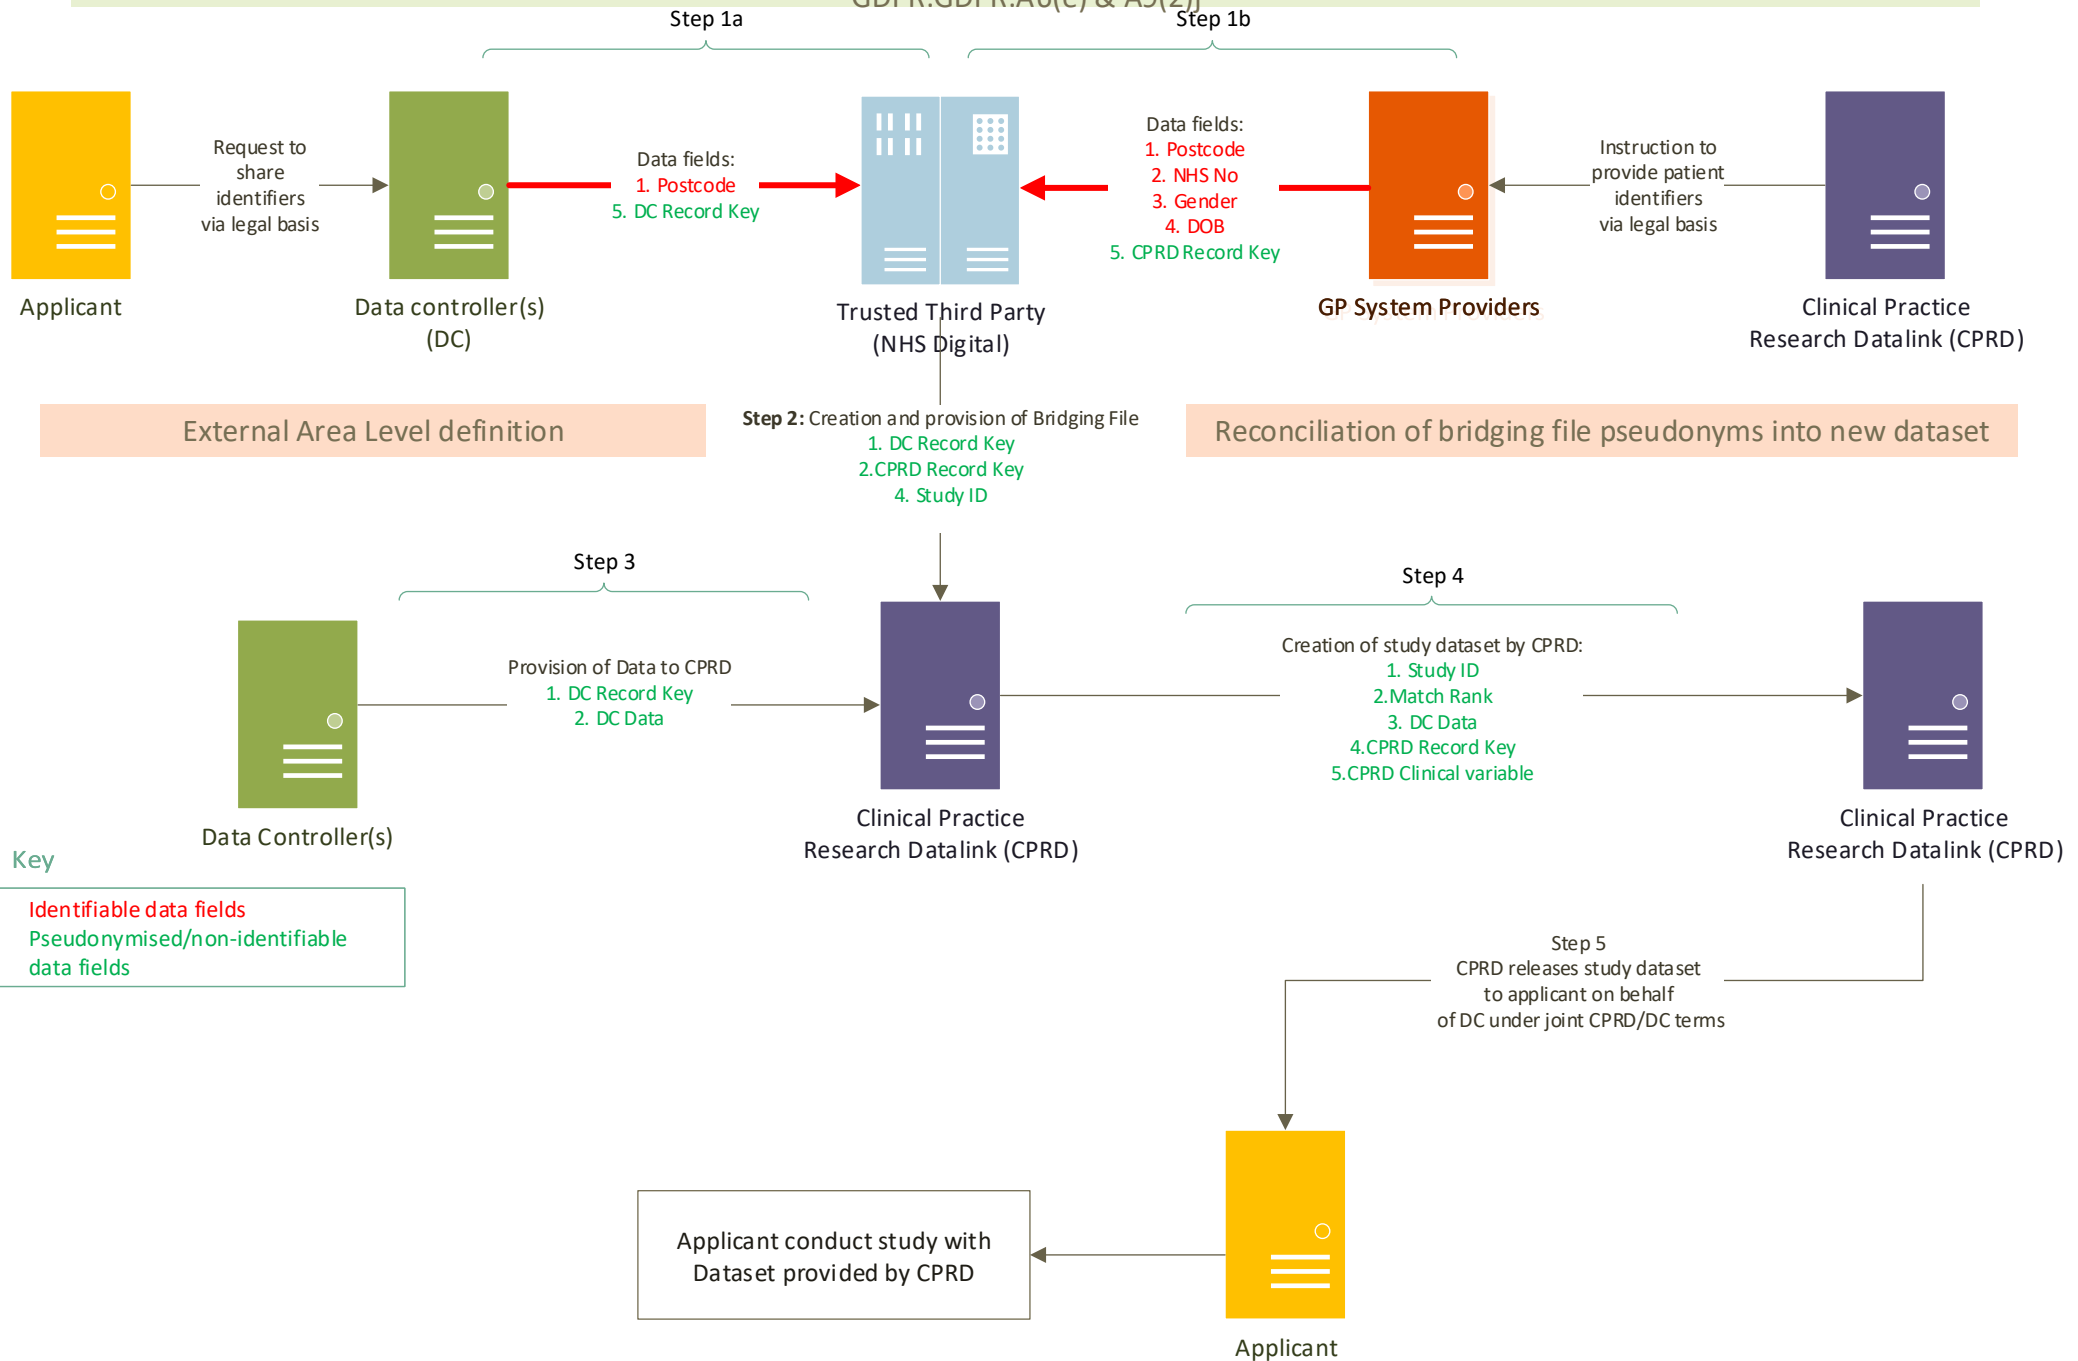 Step 1a
Step 1b
Request to
share
identifiers
via legal basis
Data fields:
1. Postcode
5. DC Record Key
Data fields:
1. Postcode
2. NHS No
3. Gender
4. DOB
5. CPRD Record Key
Instruction to
provide patient
identifiers
via legal basis
Applicant
Data controller(s)
(DC)
Trusted Third Party
(NHS Digital)
GP System Providers
Clinical Practice
Research Datalink (CPRD)
External Area Level definition
Step 2: Creation and provision of Bridging File
1. DC Record Key
2.CPRD Record Key
4. Study ID
Reconciliation of bridging file pseudonyms into new dataset
Step 3
Step 4
Provision of Data to CPRD
1. DC Record Key
2. DC Data
Creation of study dataset by CPRD:
1. Study ID
2.Match Rank
3. DC Data
4.CPRD Record Key
5.CPRD Clinical variable
Data Controller(s)
Clinical Practice
Research Datalink (CPRD)
Clinical Practice
Research Datalink (CPRD)
Key
Identifiable data fields
Pseudonymised/non-identifiable
data fields
Step 5
CPRD releases study dataset
to applicant on behalf
of DC under joint CPRD/DC terms
Applicant conduct study with
Dataset provided by CPRD
Applicant